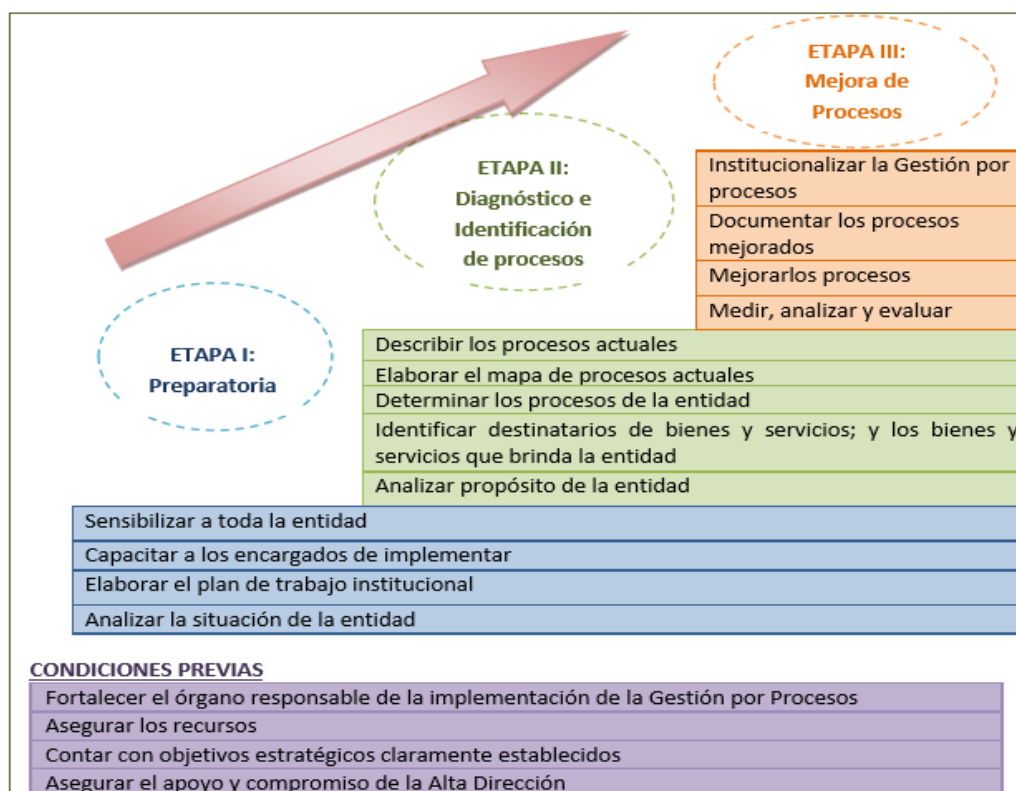 ETAPA III:
Mejora de
Procesos
ETAPA II:
Diagnóstico e
Identificación
de procesos
Institucionalizar la Gestión por
procesos
Documentar los procesos
mejorados
Mejorarlos procesos
Medir, analizar y evaluar
ETAPA I:
Preparatoria
Describir los procesos actuales
Elaborar el mapa de procesos actuales
Determinar los procesos de la entidad
Identificar destinatarios de bienes y servicios; y los bienes y
servicios que brinda la entidad
Analizar propósito de la entidad
Sensibilizar a toda la entidad
Capacitar a los encargados de implementar
Elaborar el plan de trabajo institucional
Analizar la situación de la entidad
CONDICIONES PREVIAS
Fortalecer el órgano responsable de la implementación de la Gestión por Procesos
Asegurar los recursos
Contar con objetivos estratégicos claramente establecidos
Asegurar el apoyo y compromiso de la Alta Dirección